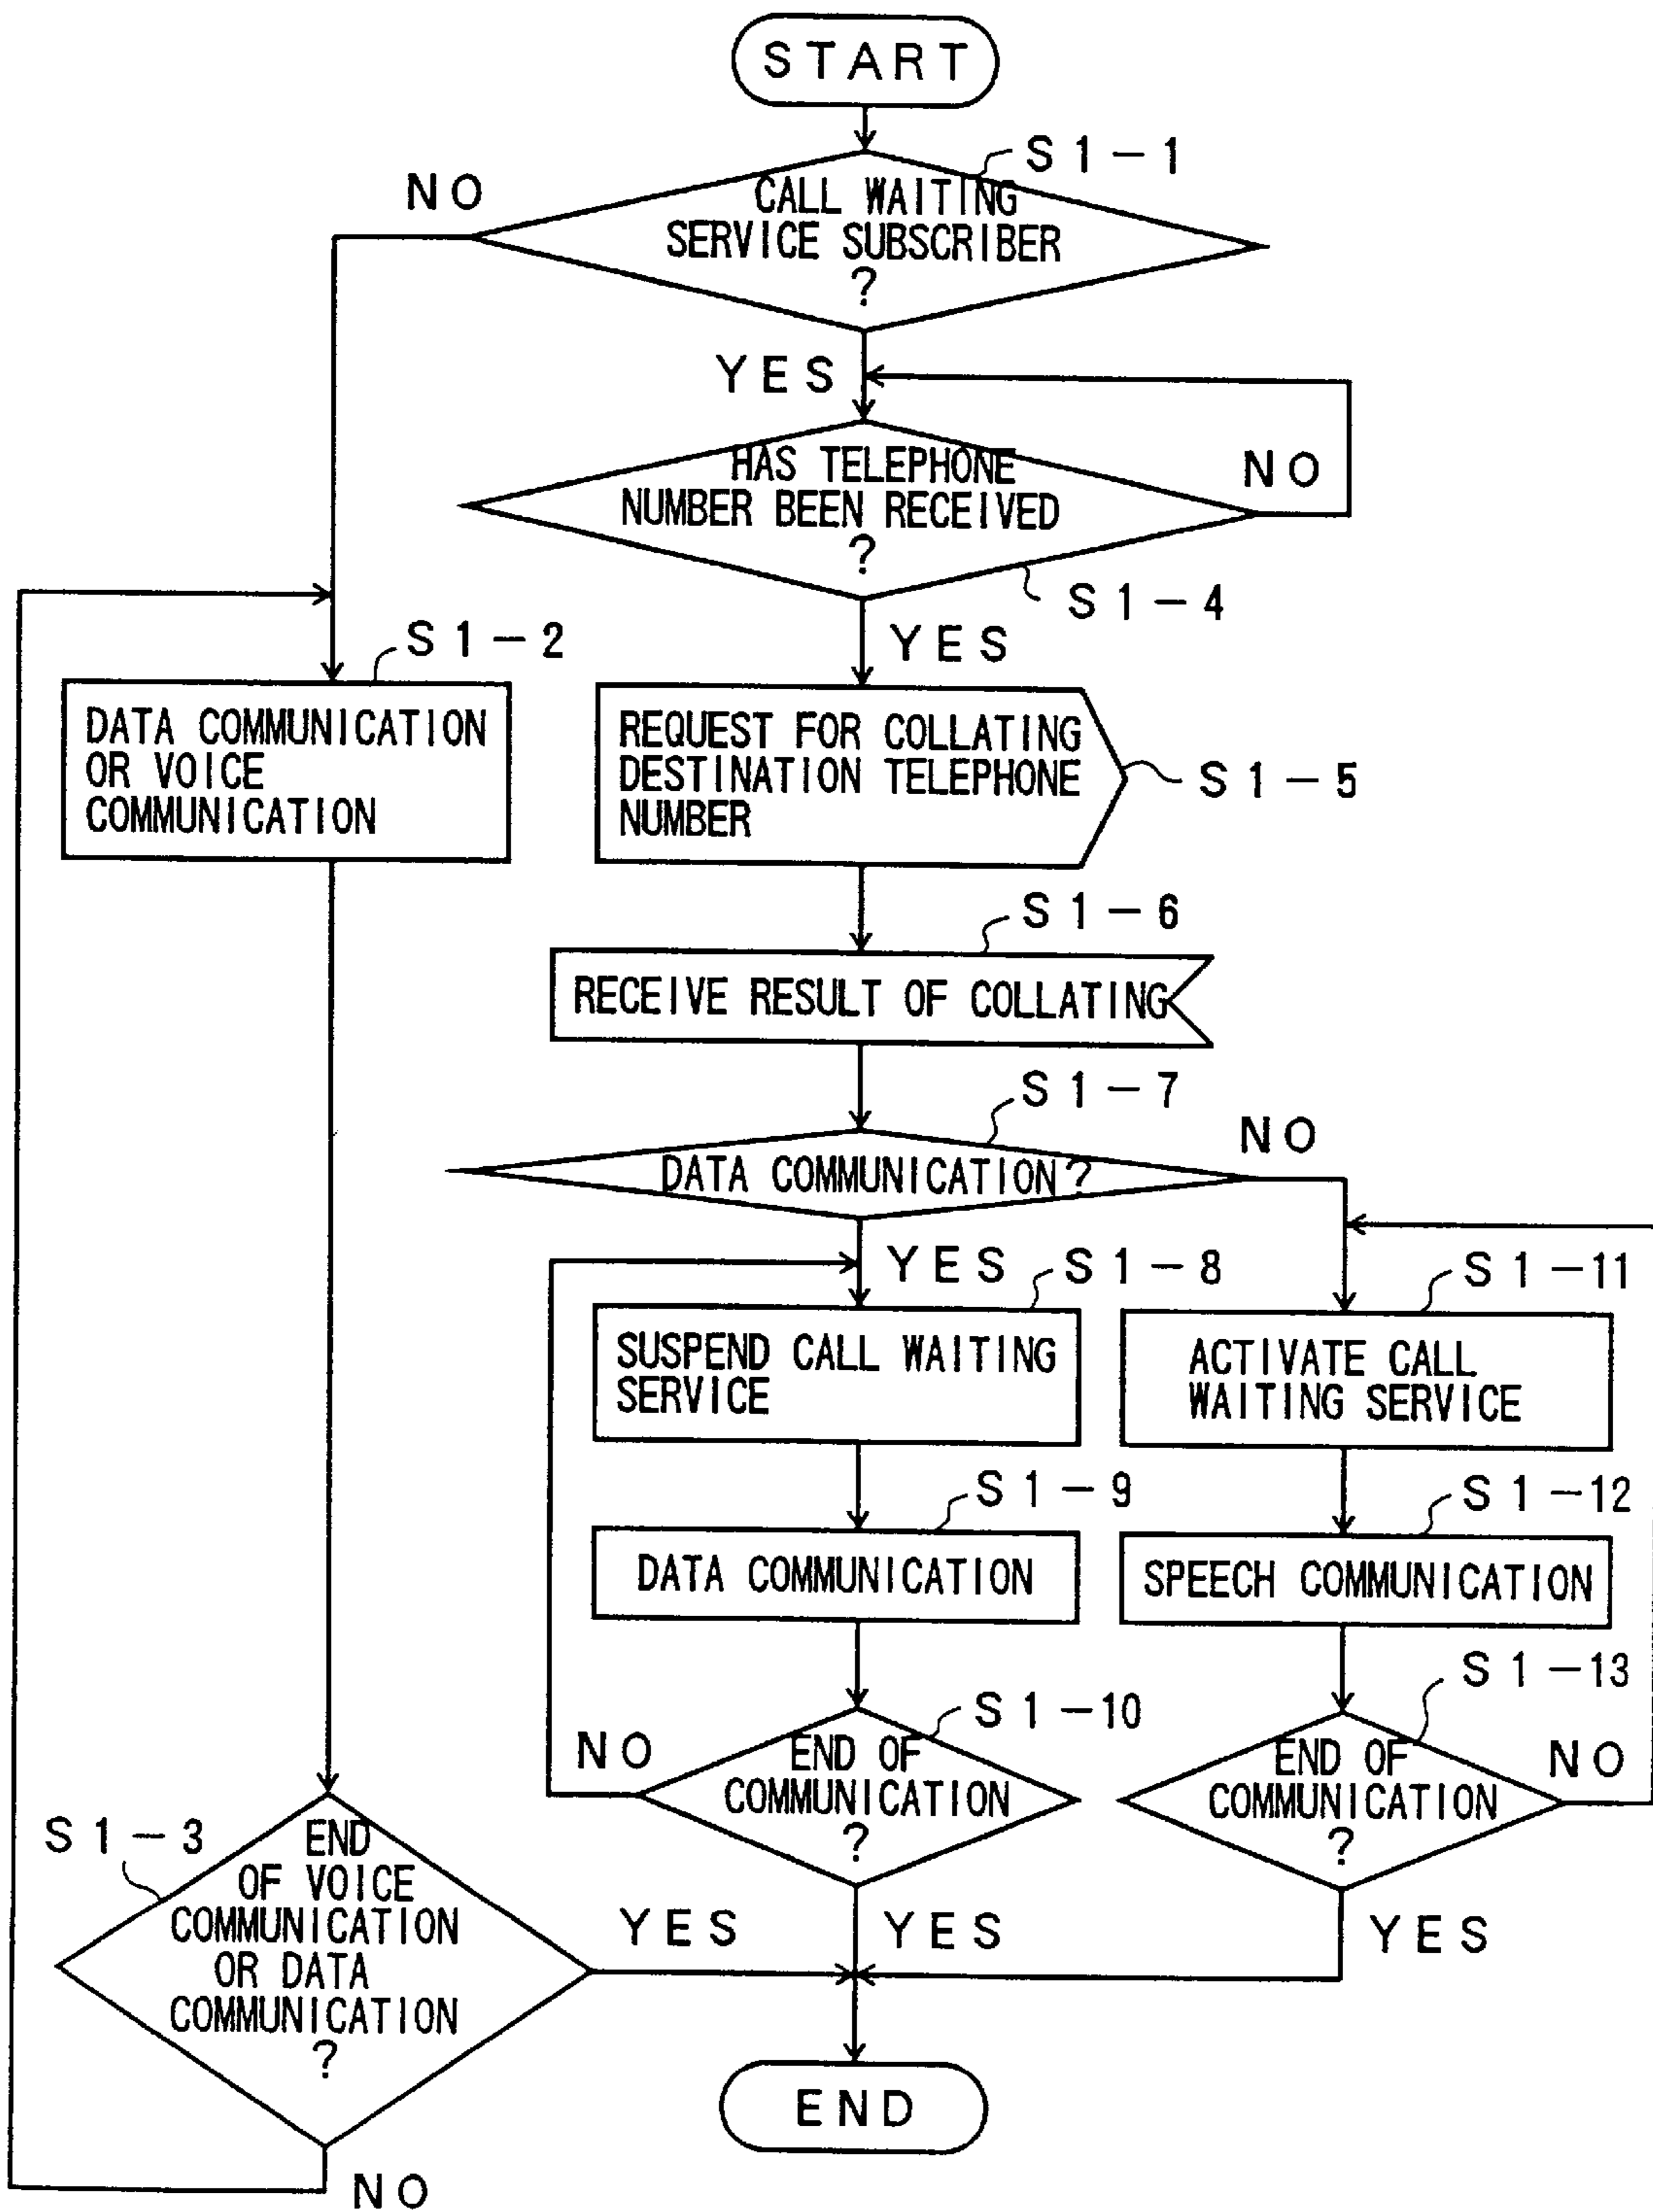 START
S1-1
NO
CALL WAITING
SERVICE SUBSCRIBER
?
YES
HAS TELEPHONE
NUMBER BEEN RECEIVED
?
NO
S1-4
YES
S1-2
DATA COMMUNICATION
OR VOICE
COMMUNICATION
REQUEST FOR COLLATING
DESTINATION TELEPHONE
NUMBER
S1-5
S1-6
RECEIVE RESULT OF COLLATING
S1-7
NO
DATA COMMUNICATION?
YES
S1-8
S1-11
SUSPEND CALL WAITING
SERVICE
ACTIVATE CALL
WAITING SERVICE
S1-9
S1-12
DATA COMMUNICATION
SPEECH COMMUNICATION
S1-10
S1-13
NO
END OF
COMMUNICATION
?
END OF
COMMUNICATION
?
NO
S1-3
END
OF VOICE
COMMUNICATION
OR DATA
COMMUNICATION
?
YES
YES
YES
END
NO